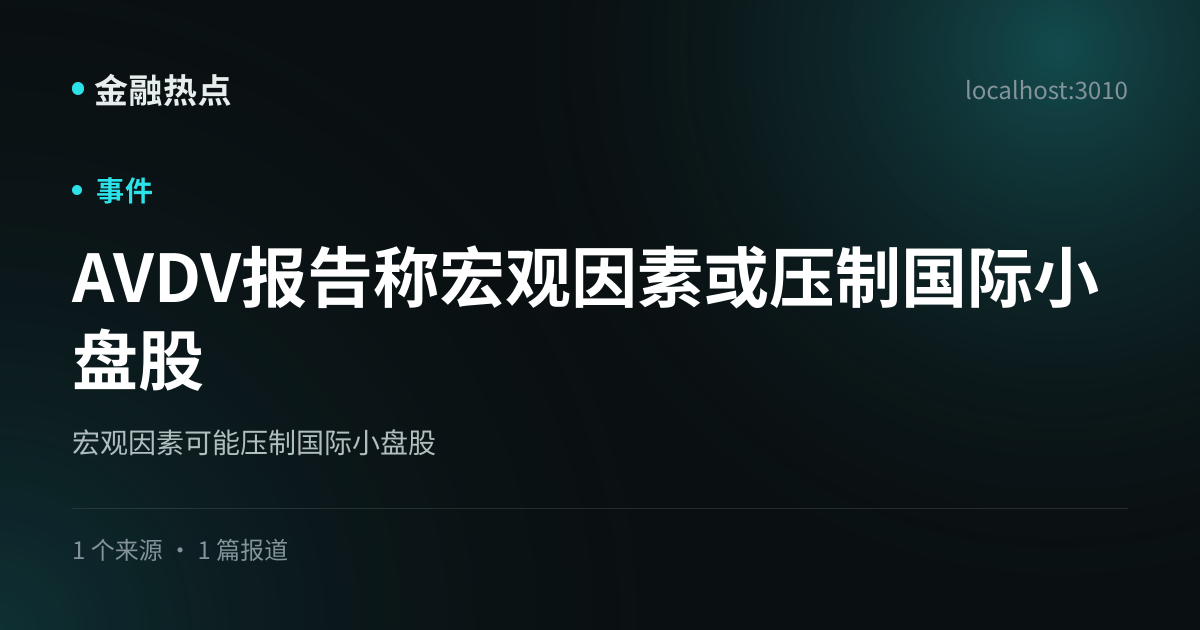 金融热点
localhost:3010
事件
AVDV报告称宏观因素或压制国际小
盘股
宏观因素可能压制国际小盘股
1 个来源 · 1 篇报道